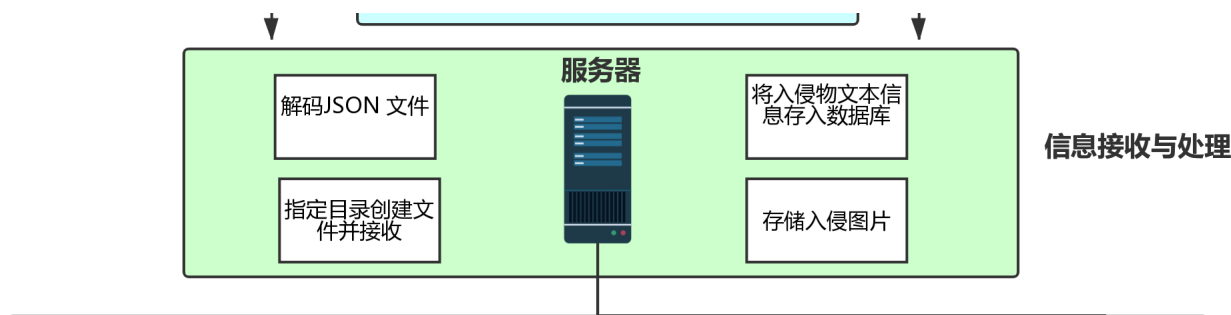 服务器
解码JSON 文件
将入侵物文本信
息存入数据库
信息接收与处理
指定目录创建文
件并接收
存储入侵图片